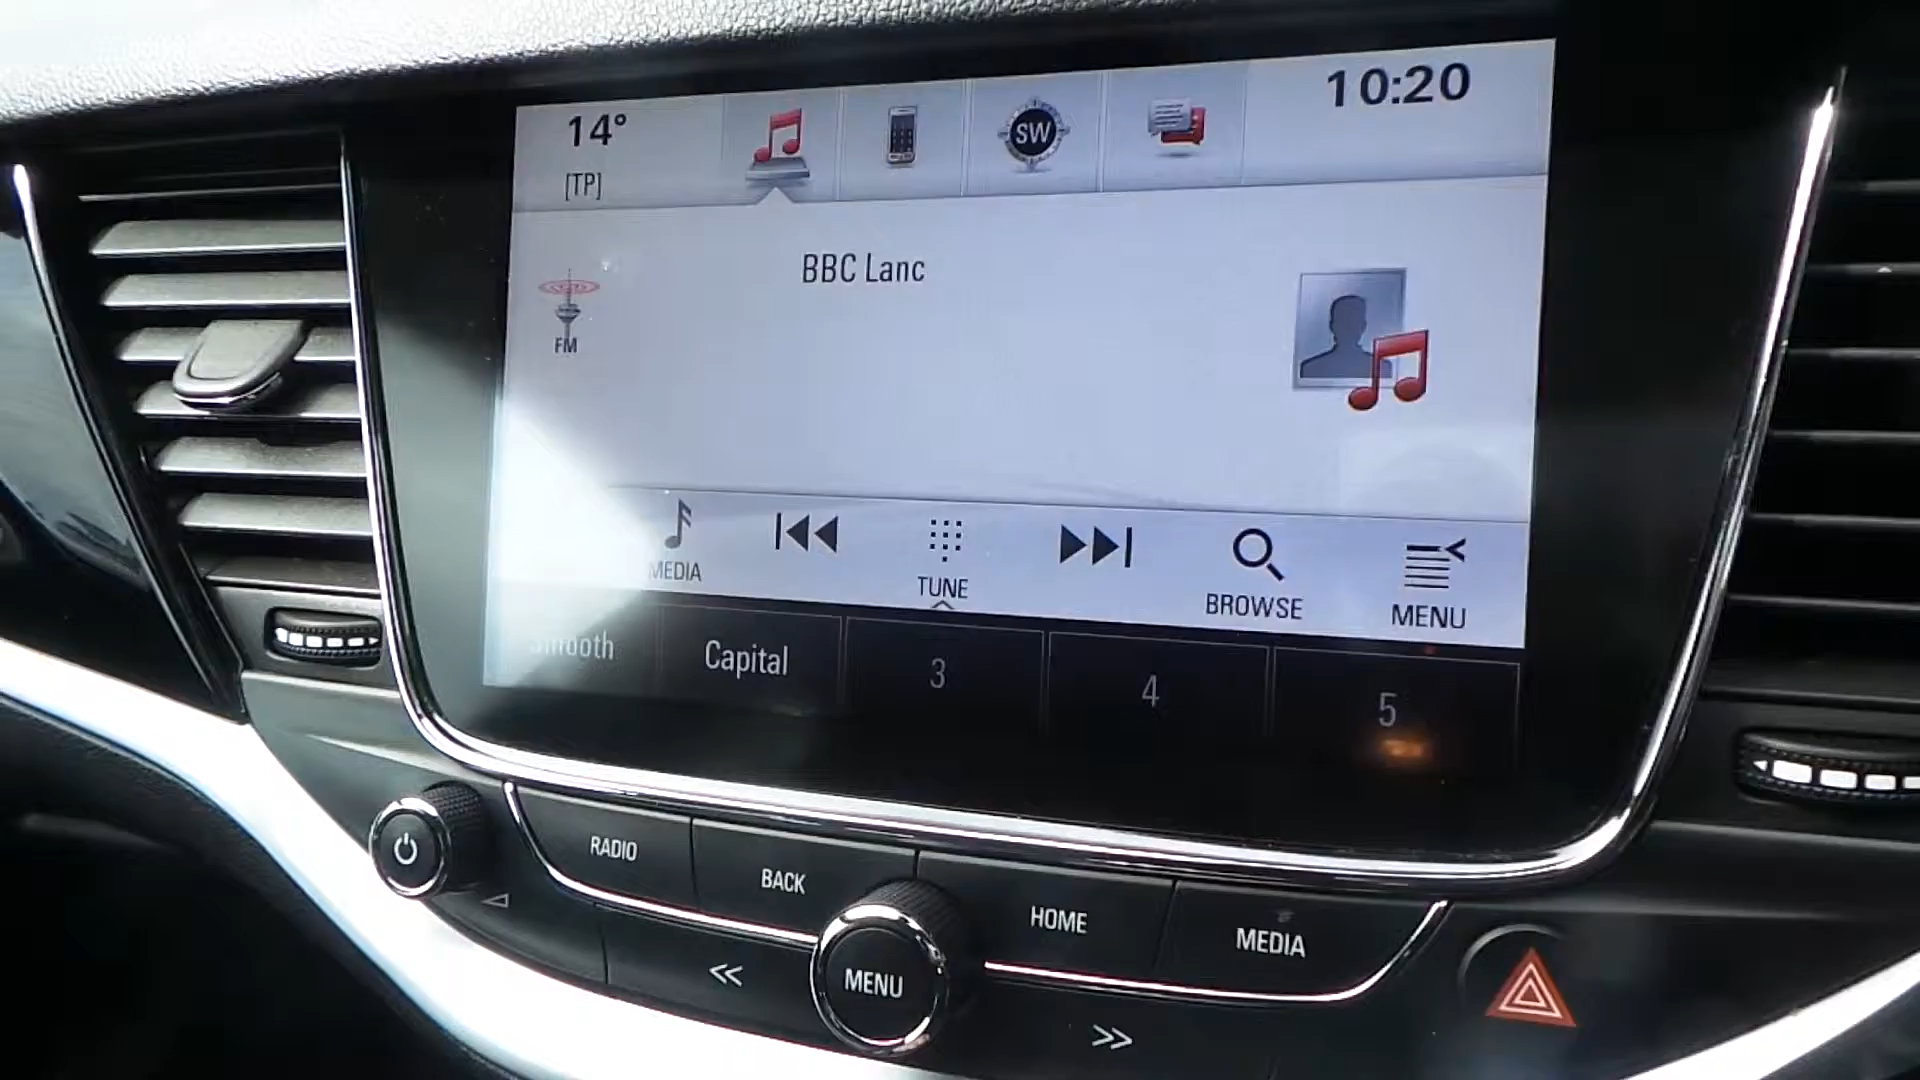 14°
10:20
[TP]
SW
BBC Lanc
FM
MEDIA
TUNE
BROWSE
MENU
Smooth
Capital
3
4
5
RADIO
BACK
HOME
MEDIA
MENU